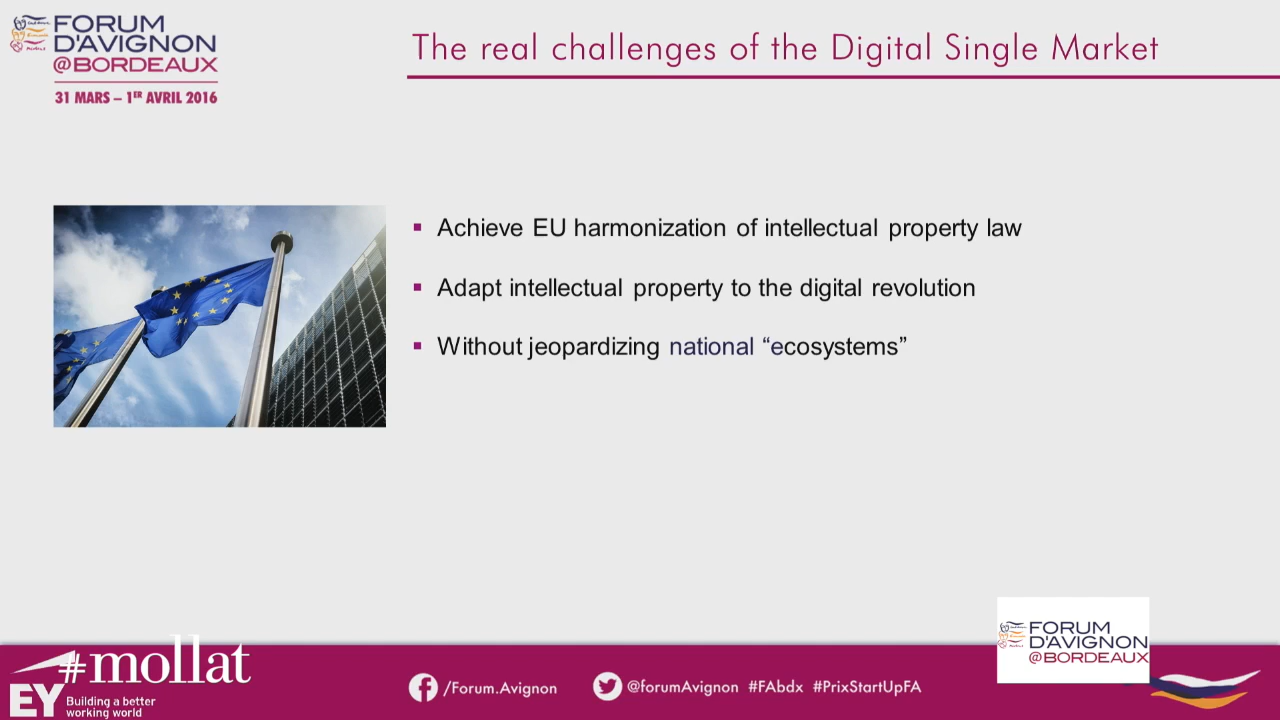 FORUM
D'AVIGNON
@BORDEAUX
31 MARS – 1ER AVRIL 2016
The real challenges of the Digital Single Market
Achieve EU harmonization of intellectual property law
Adapt intellectual property to the digital revolution
Without jeopardizing national “ecosystems”
FORUM
D'AVIGNON
@BORDEAUX
#mollat
EY
Building a better
working world
/Forum.Avignon
@forumAvignon #FAbdx #PrixStartUpFA